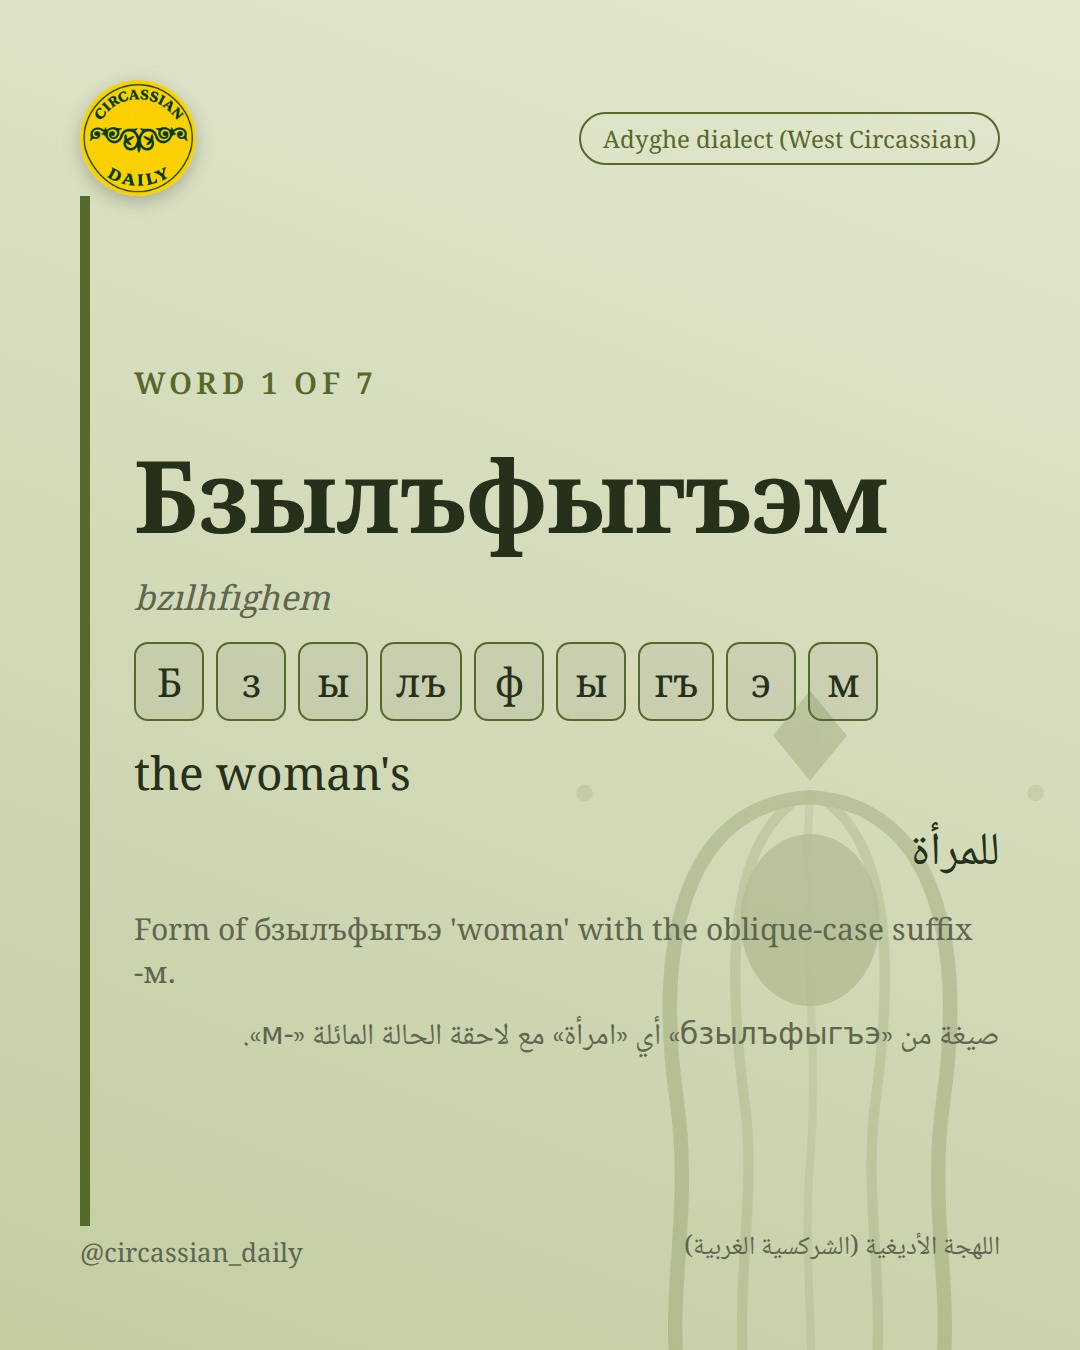 CIRCASSIAN
DAILY
Adyghe dialect (West Circassian)
WORD 1 OF 7
Бзылъфыгъэм
bzılhfıghem
Б з ы лъ ф ы гъ э м
the woman's
للمرأة
Form of бзылъфыгъэ 'woman' with the oblique-case suffix
-м.
صيغة من «бзылъфыгъэ» أي «امرأة» مع لاحقة الحالة المائلة «-м».
@circassian_daily
اللهجة الأديغية (الشركسية الغربية)